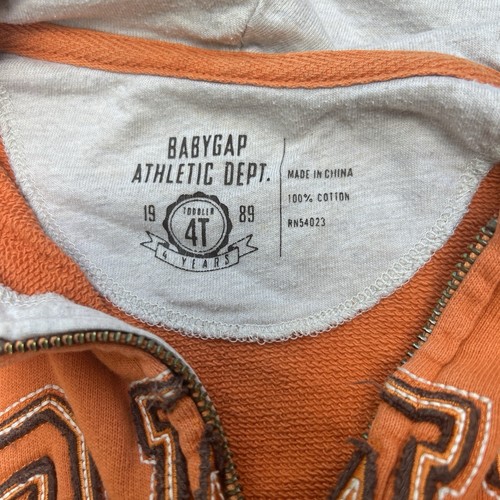 BABYGAP
ATHLETIC DEPT.
19 TODDLER 89
4T
4 YEARS
MADE IN CHINA
100% COTTON
RN54023